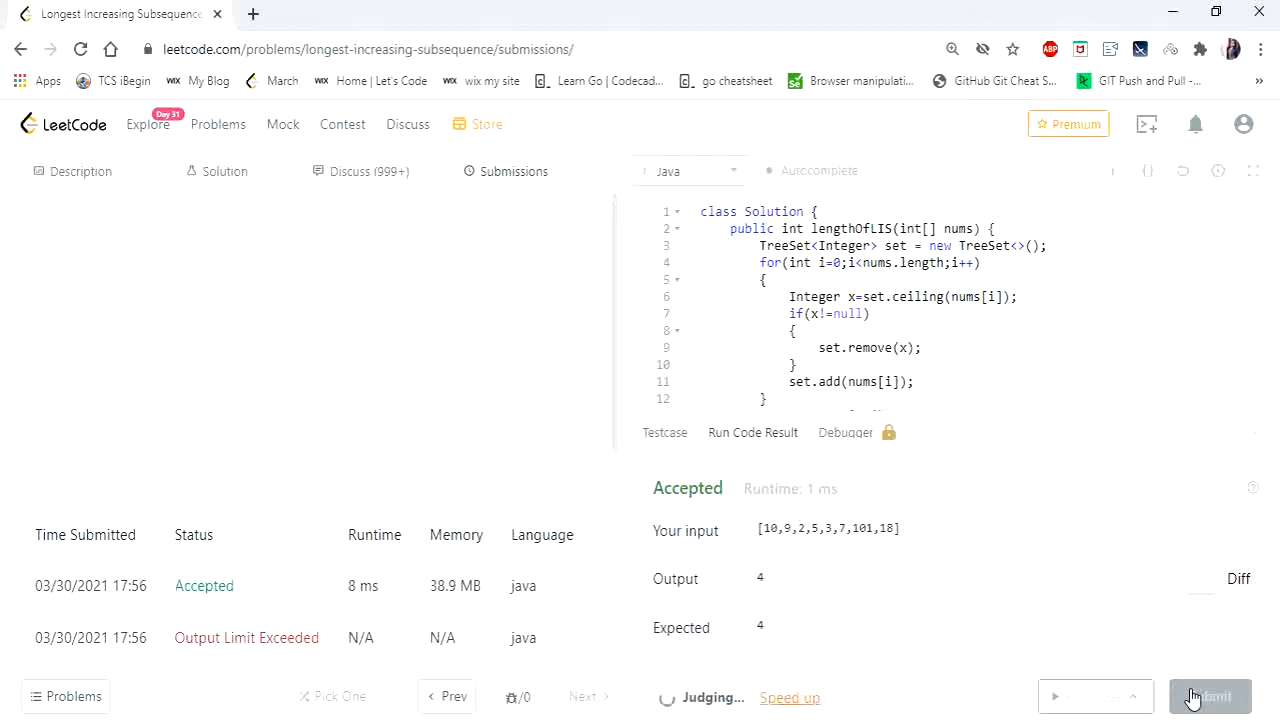 Longest Increasing Subsequence
leetcode.com/problems/longest-increasing-subsequence/submissions/
Apps TCS iBegin My Blog March Home | Let's Code wix my site Learn Go | Codecad... go cheatsheet Browser manipulati... GitHub Git Cheat S... GIT Push and Pull -... »
LeetCode Explore Day 31 Problems Mock Contest Discuss Store Premium
Description Solution Discuss (999+) Submissions Java Autocomplete
1 class Solution {
2 public int lengthOfLIS(int[] nums) {
3 TreeSet<Integer> set = new TreeSet<>();
4 for(int i=0;i<nums.length;i++)
5 {
6 Integer x=set.ceiling(nums[i]);
7 if(x!=null)
8 {
9 set.remove(x);
10 }
11 set.add(nums[i]);
12 }
Testcase Run Code Result Debugger
Accepted Runtime: 1 ms
Your input [10,9,2,5,3,7,101,18]
Output 4 Diff
Expected 4
Time Submitted Status Runtime Memory Language
03/30/2021 17:56 Accepted 8 ms 38.9 MB java
03/30/2021 17:56 Output Limit Exceeded N/A N/A java
Problems Pick One Prev /0 Next Judging... Speed up